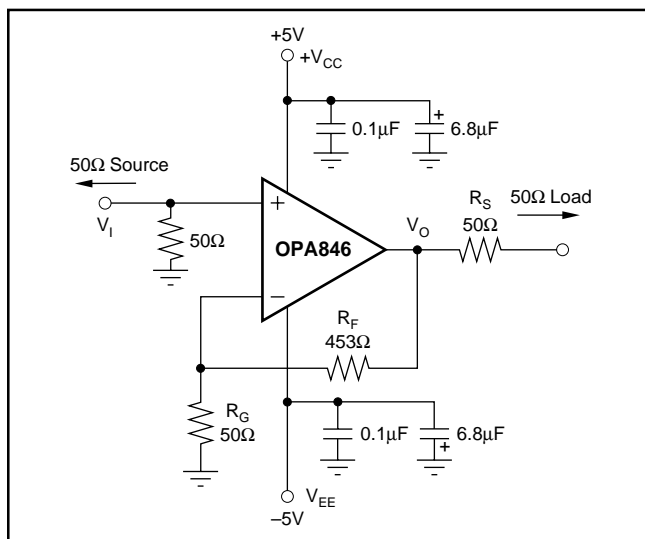 +5V
+V_CC
0.1μF
6.8μF
+
50Ω Source
V_I
50Ω
+
OPA846
−
V_O
R_S
50Ω
50Ω Load
R_F
453Ω
R_G
50Ω
0.1μF
6.8μF
+
V_EE
–5V